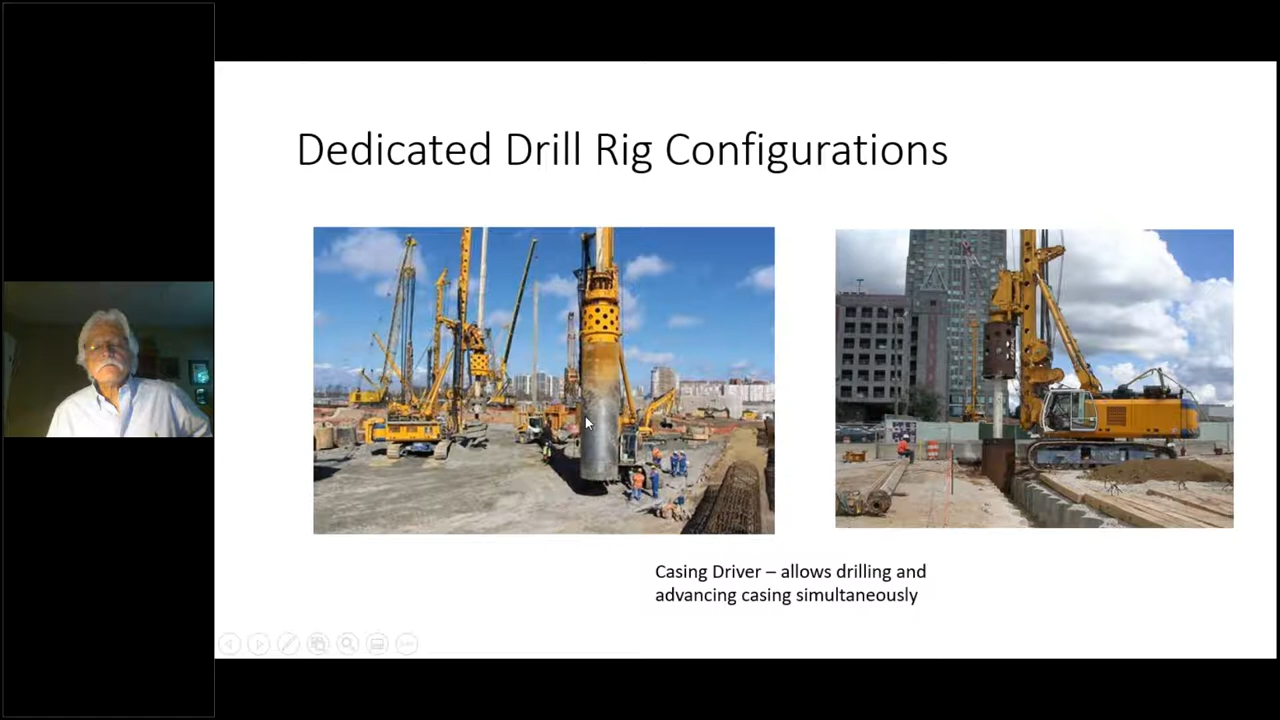 Dedicated Drill Rig Configurations
Casing Driver – allows drilling and
advancing casing simultaneously